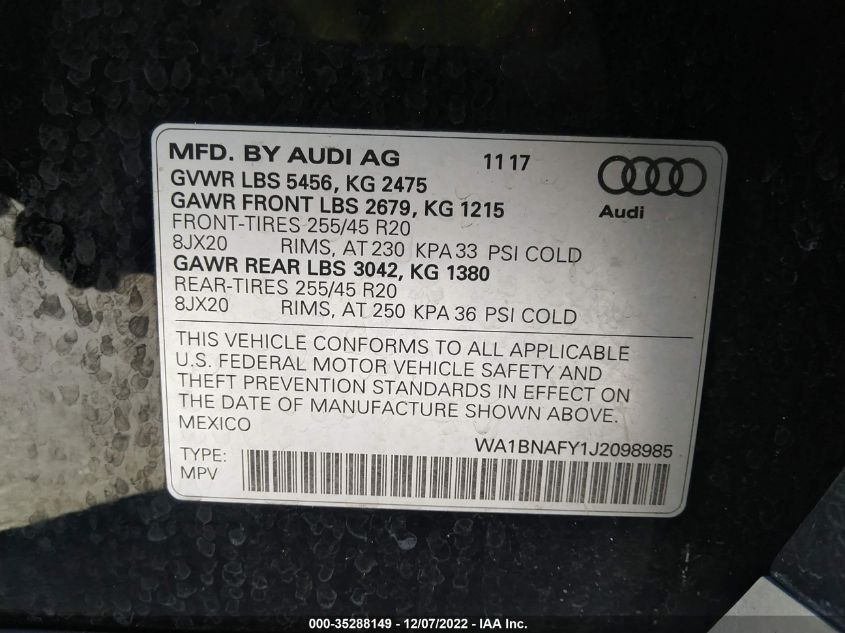 MFD. BY AUDI AG 11 17
GVWR LBS 5456, KG 2475
GAWR FRONT LBS 2679, KG 1215
Audi
FRONT-TIRES 255/45 R20
8JX20 RIMS, AT 230 KPA 33 PSI COLD
GAWR REAR LBS 3042, KG 1380
REAR-TIRES 255/45 R20
8JX20 RIMS, AT 250 KPA 36 PSI COLD
THIS VEHICLE CONFORMS TO ALL APPLICABLE
U.S. FEDERAL MOTOR VEHICLE SAFETY AND
THEFT PREVENTION STANDARDS IN EFFECT ON
THE DATE OF MANUFACTURE SHOWN ABOVE.
MEXICO
WA1BNAFY1J2098985
TYPE:
MPV
000-35288149 - 12/07/2022 - IAA Inc.